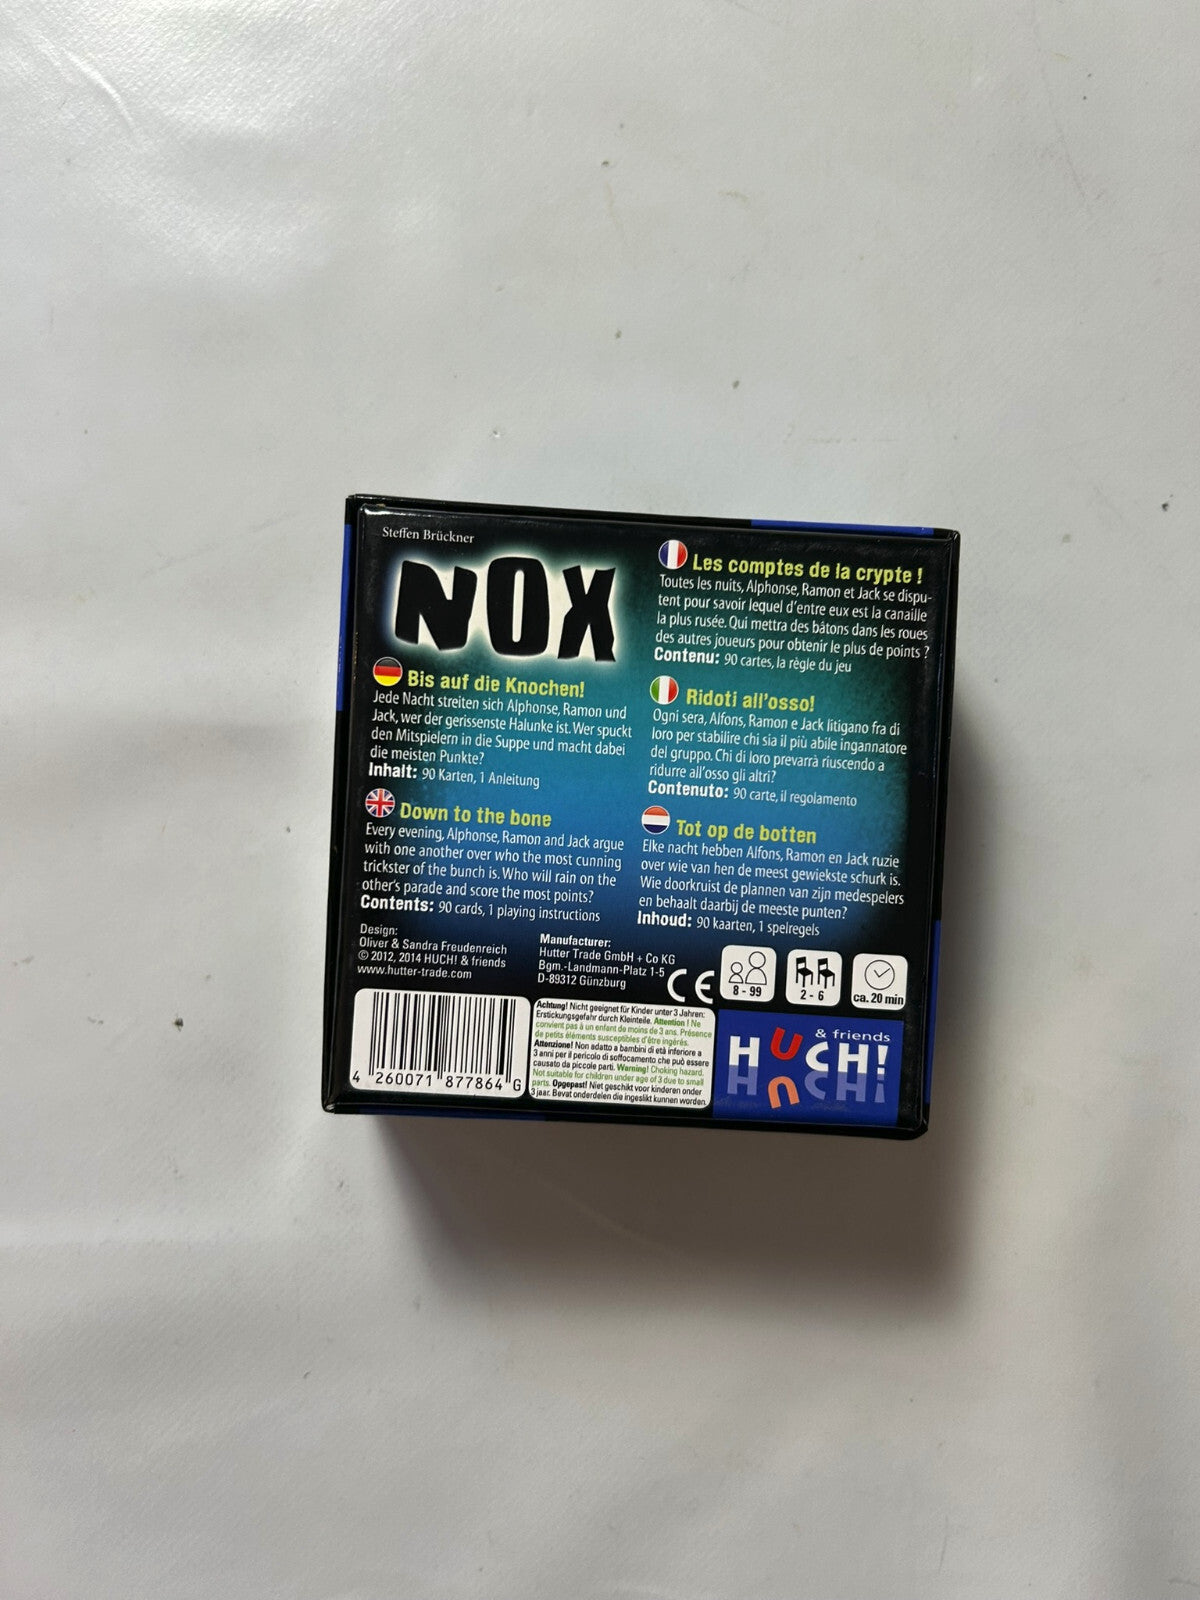 Steffen Brückner
NOX
Bis auf die Knochen!
Jede Nacht streiten sich Alphonse, Ramon und
Jack, wer der gerissenste Halunke ist. Wer spuckt
den Mitspielern in die Suppe und macht dabei
die meisten Punkte?
Inhalt: 90 Karten, 1 Anleitung
Down to the bone
Every evening, Alphonse, Ramon and Jack argue
with one another over who the most cunning
trickster of the bunch is. Who will rain on the
other's parade and score the most points?
Contents: 90 cards, 1 playing instructions
Les comptes de la crypte !
Toutes les nuits, Alphonse, Ramon et Jack se dispu-
tent pour savoir lequel d'entre eux est la canaille
la plus rusée. Qui mettra des bâtons dans les roues
des autres joueurs pour obtenir le plus de points ?
Contenu: 90 cartes, la règle du jeu
Ridoti all'osso!
Ogni sera, Alfons, Ramon e Jack litigano fra di
loro per stabilire chi sia il più abile ingannatore
del gruppo. Chi di loro prevarrà riuscendo a
ridurre all'osso gli altri?
Contenuto: 90 carte, il regolamento
Tot op de botten
Elke nacht hebben Alfons, Ramon en Jack ruzie
over wie van hen de meest gewiekste schurk is.
Wie doorkruist de plannen van zijn medespelers
en behaalt daarbij de meeste punten?
Inhoud: 90 kaarten, 1 spelregels
Design:
Oliver & Sandra Freudenreich
© 2012, 2014 HUCH! & friends
www.hutter-trade.com
Manufacturer:
Hutter Trade GmbH + Co KG
Bgm.-Landmann-Platz 1-5
D-89312 Günzburg
CE
8 - 99
2 - 6
ca. 20 min
4 260071 877864 G
Achtung! Nicht geeignet für Kinder unter 3 Jahren:
Erstickungsgefahr durch Kleinteile. Attention ! Ne
convient pas à un enfant de moins de 3 ans. Présence
de petits éléments susceptibles d'être ingérés.
Attenzione! Non adatto a bambini di età inferiore a
3 anni per il pericolo di soffocamento che può essere
causato da piccole parti. Warning! Choking hazard.
Not suitable for children under age of 3 due to small
parts. Opgepast! Niet geschikt voor kinderen onder
3 jaar. Bevat onderdelen die ingeslikt kunnen worden.
& friends
HUCH!